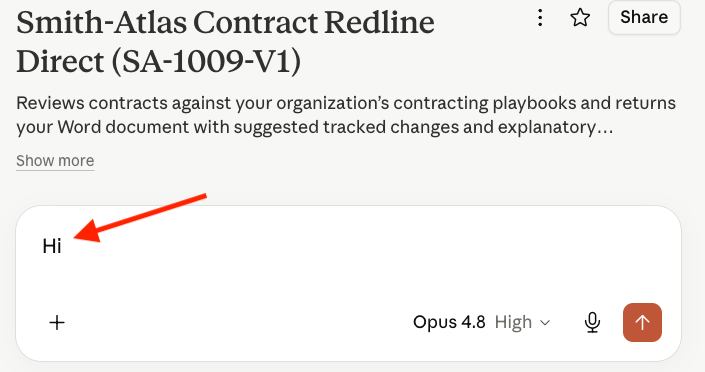 Smith-Atlas Contract Redline
Direct (SA-1009-V1)
Share
Reviews contracts against your organization’s contracting playbooks and returns
your Word document with suggested tracked changes and explanatory…
Show more
Hi
Opus 4.8 High